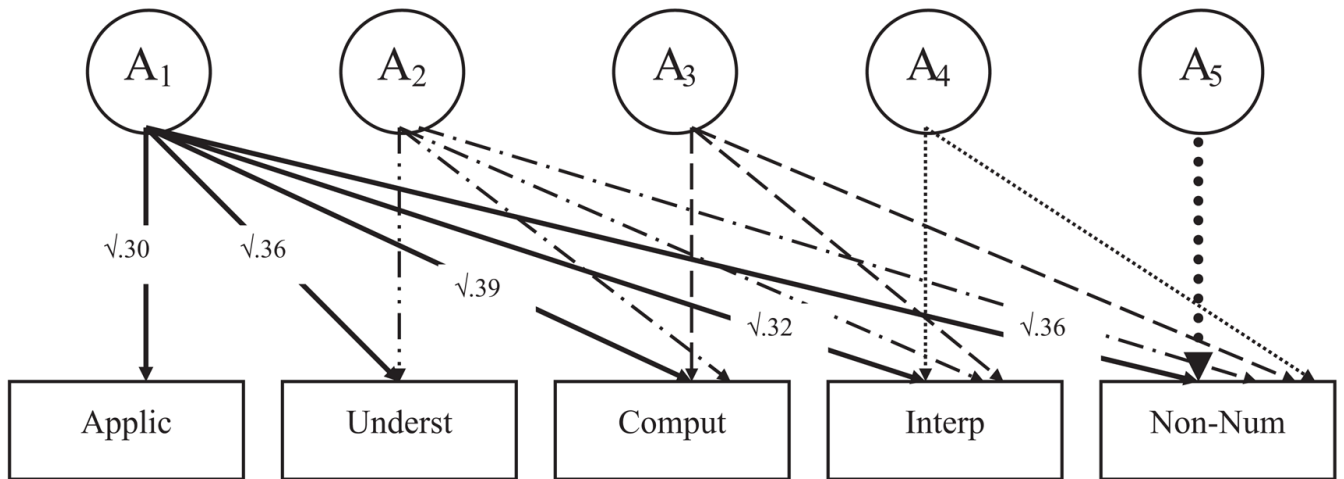 A₁ A₂ A₃ A₄ A₅
√.30 √.36 √.39 √.32 √.36
Applic Underst Comput Interp Non-Num